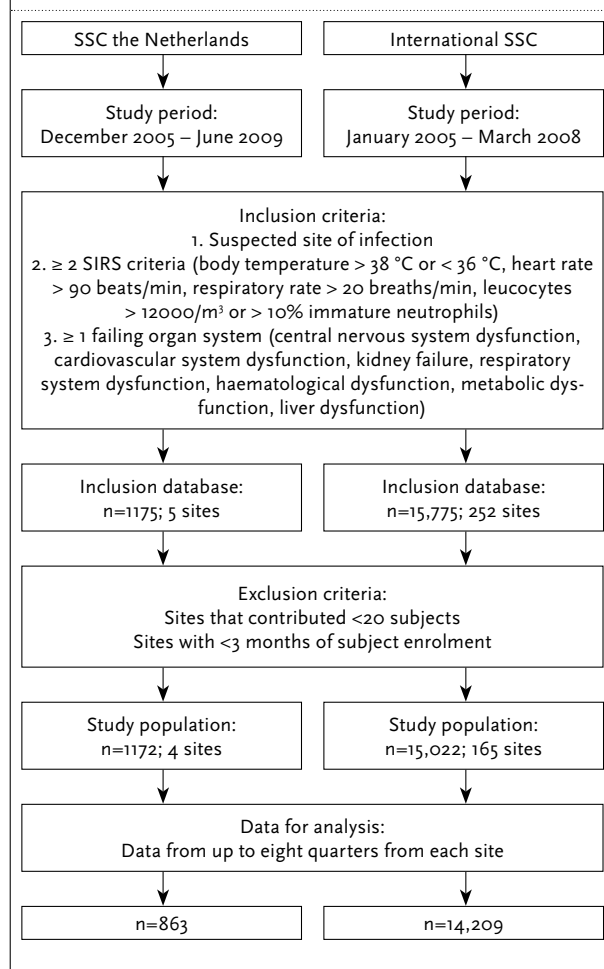 SSC the Netherlands
International SSC
Study period:
December 2005 – June 2009
Study period:
January 2005 – March 2008
Inclusion criteria:
1. Suspected site of infection
2. ≥ 2 SIRS criteria (body temperature > 38 °C or < 36 °C, heart rate
> 90 beats/min, respiratory rate > 20 breaths/min, leucocytes
> 12000/m³ or > 10% immature neutrophils)
3. ≥ 1 failing organ system (central nervous system dysfunction,
cardiovascular system dysfunction, kidney failure, respiratory
system dysfunction, haematological dysfunction, metabolic dys-
function, liver dysfunction)
Inclusion database:
n=1175; 5 sites
Inclusion database:
n=15,775; 252 sites
Exclusion criteria:
Sites that contributed <20 subjects
Sites with <3 months of subject enrolment
Study population:
n=1172; 4 sites
Study population:
n=15,022; 165 sites
Data for analysis:
Data from up to eight quarters from each site
n=863
n=14,209